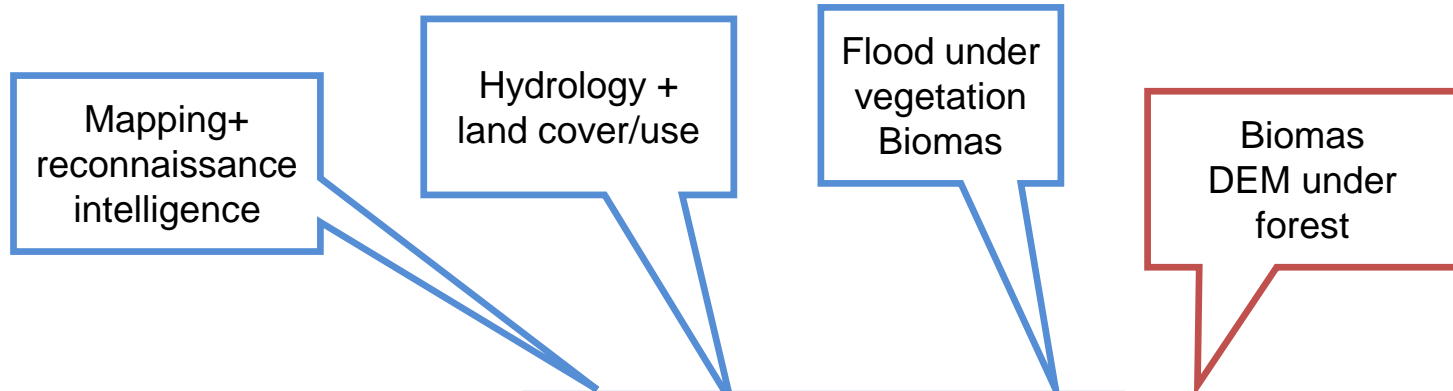 Mapping+
reconnaissance
intelligence
Hydrology +
land cover/use
Flood under
vegetation
Biomas
Biomas
DEM under
forest